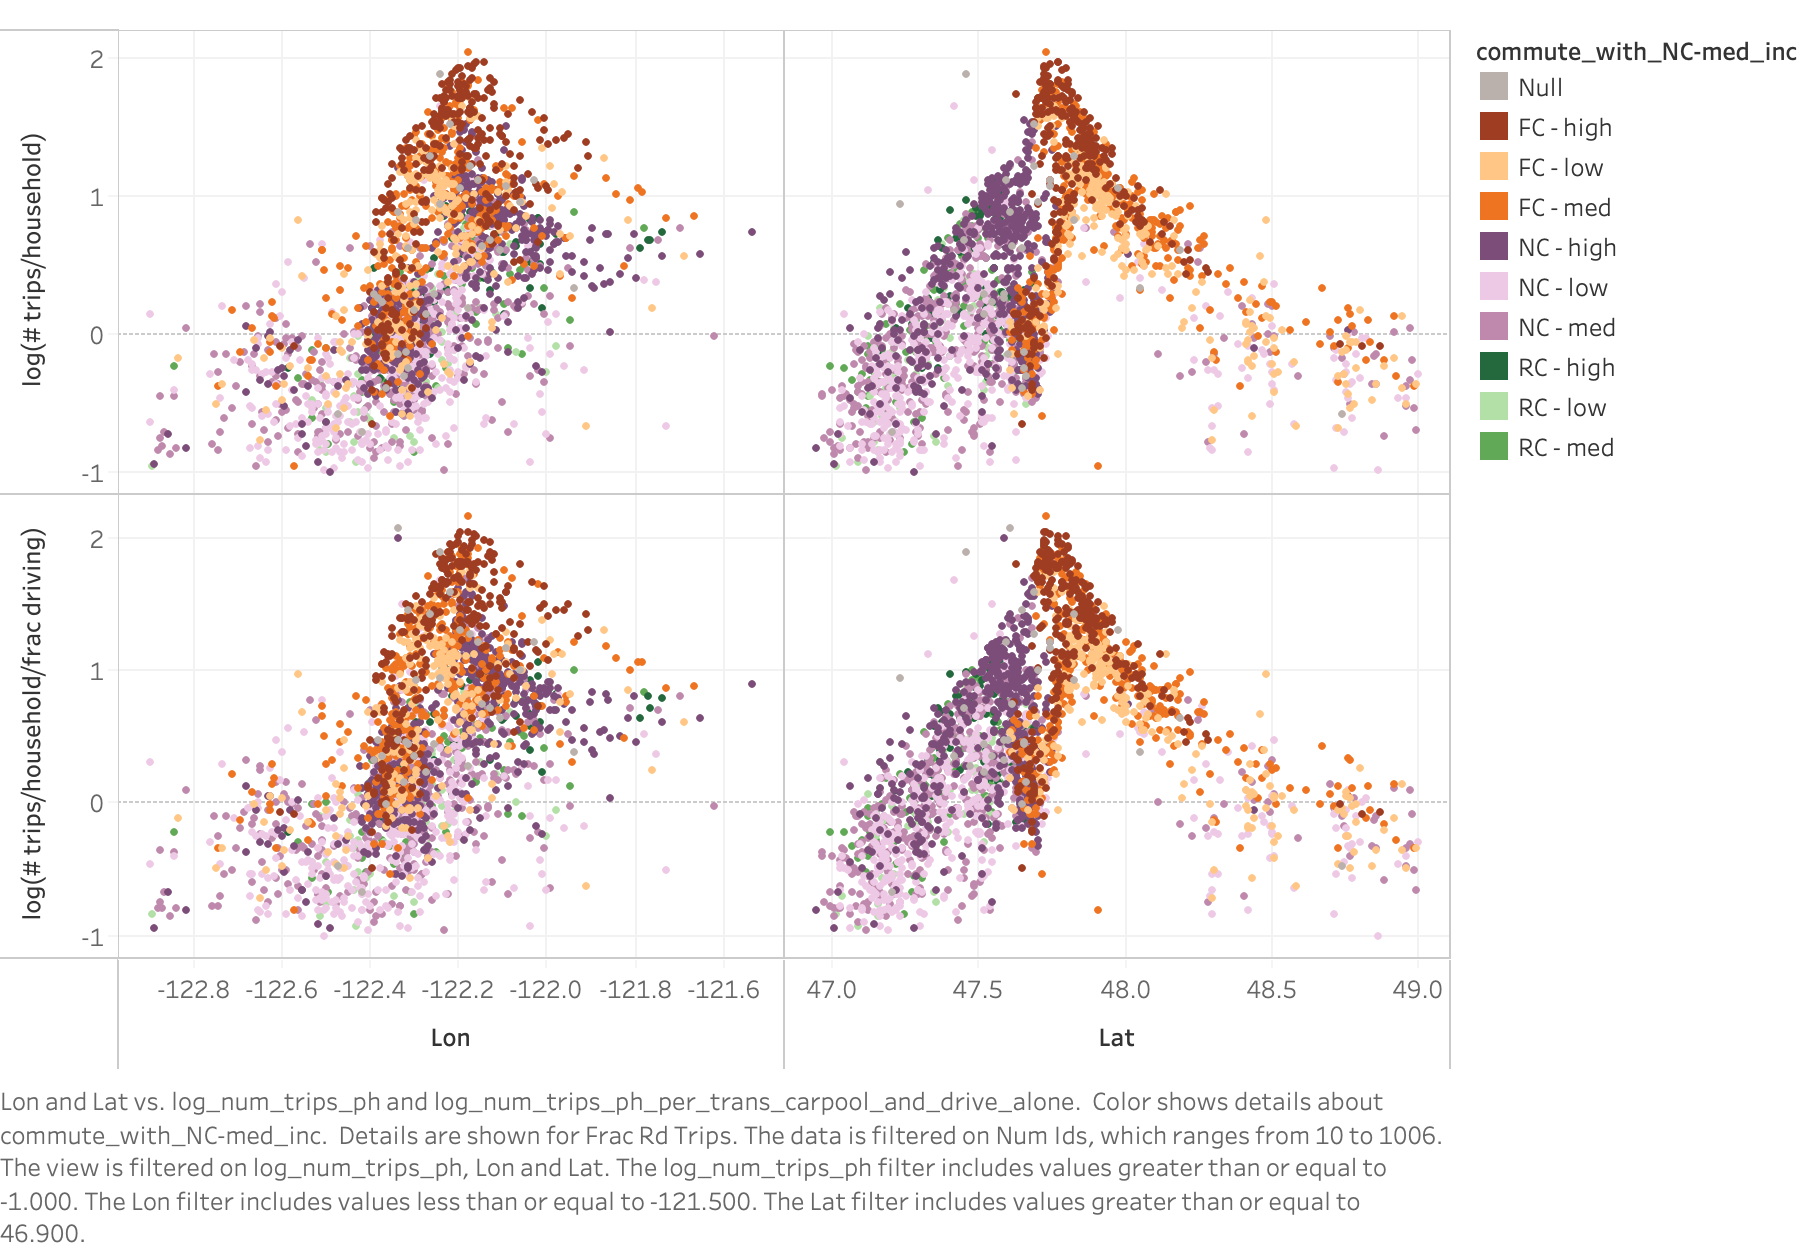 commute_with_NC-med_inc
Null
FC - high
FC - low
FC - med
NC - high
NC - low
NC - med
RC - high
RC - low
RC - med
log(# trips/household)
2
1
0
-1
log(# trips/household/frac driving)
2
1
0
-1
-122.8 -122.6 -122.4 -122.2 -122.0 -121.8 -121.6
47.0 47.5 48.0 48.5 49.0
Lon
Lat
Lon and Lat vs. log_num_trips_ph and log_num_trips_ph_per_trans_carpool_and_drive_alone. Color shows details about
commute_with_NC-med_inc. Details are shown for Frac Rd Trips. The data is filtered on Num Ids, which ranges from 10 to 1006.
The view is filtered on log_num_trips_ph, Lon and Lat. The log_num_trips_ph filter includes values greater than or equal to
-1.000. The Lon filter includes values less than or equal to -121.500. The Lat filter includes values greater than or equal to
46.900.